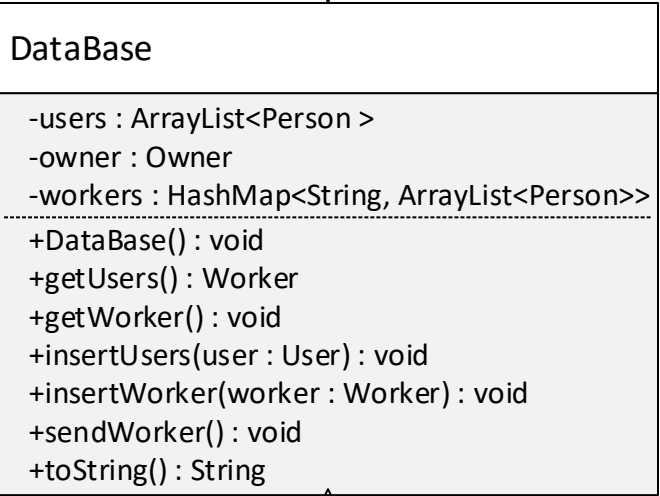 DataBase
-users : ArrayList<Person >
-owner : Owner
-workers : HashMap<String, ArrayList<Person>>
+DataBase() : void
+getUsers() : Worker
+getWorker() : void
+insertUsers(user : User) : void
+insertWorker(worker : Worker) : void
+sendWorker() : void
+toString() : String